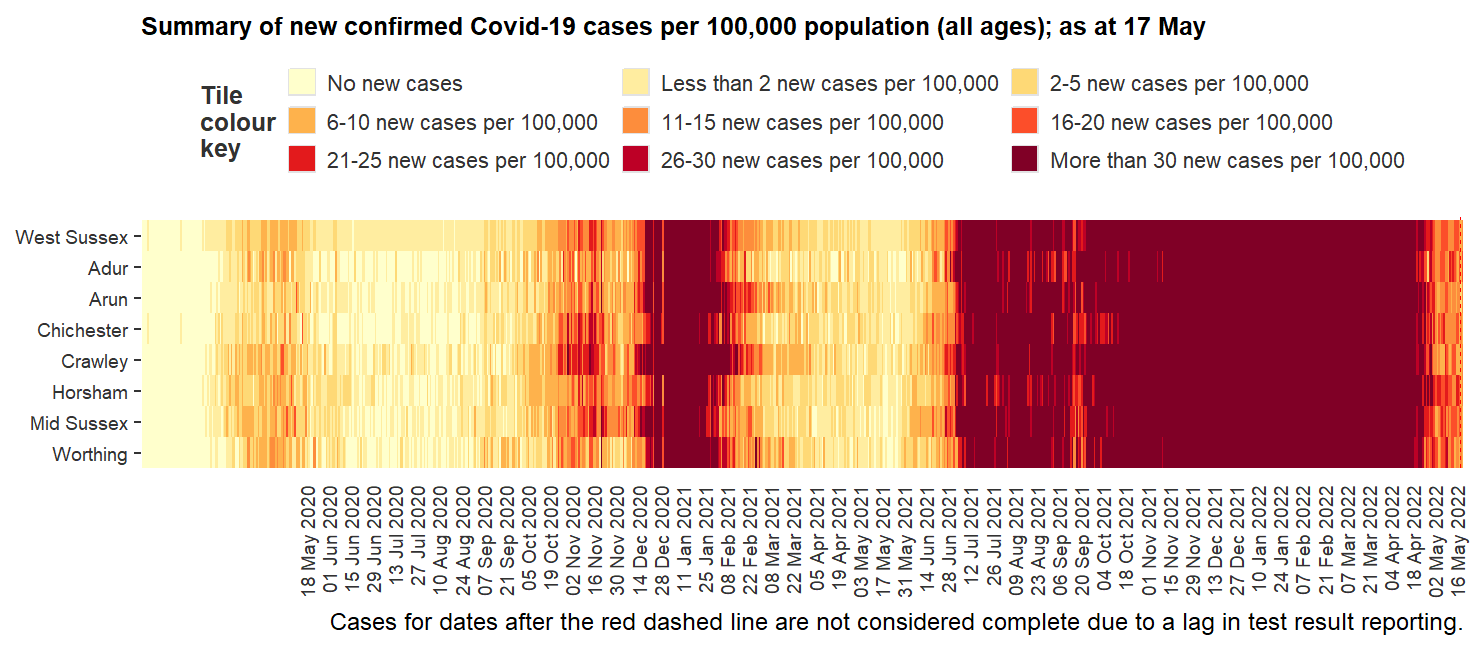 Summary of new confirmed Covid-19 cases per 100,000 population (all ages); as at 17 May
Tile
colour
key
No new cases
Less than 2 new cases per 100,000
2-5 new cases per 100,000
6-10 new cases per 100,000
11-15 new cases per 100,000
16-20 new cases per 100,000
21-25 new cases per 100,000
26-30 new cases per 100,000
More than 30 new cases per 100,000
West Sussex
Adur
Arun
Chichester
Crawley
Horsham
Mid Sussex
Worthing
18 May 2020
01 Jun 2020
15 Jun 2020
29 Jun 2020
13 Jul 2020
27 Jul 2020
10 Aug 2020
24 Aug 2020
07 Sep 2020
21 Sep 2020
05 Oct 2020
19 Oct 2020
02 Nov 2020
16 Nov 2020
30 Nov 2020
14 Dec 2020
28 Dec 2020
11 Jan 2021
25 Jan 2021
08 Feb 2021
22 Feb 2021
08 Mar 2021
22 Mar 2021
05 Apr 2021
19 Apr 2021
03 May 2021
17 May 2021
31 May 2021
14 Jun 2021
28 Jun 2021
12 Jul 2021
26 Jul 2021
09 Aug 2021
23 Aug 2021
06 Sep 2021
20 Sep 2021
04 Oct 2021
18 Oct 2021
01 Nov 2021
15 Nov 2021
29 Nov 2021
13 Dec 2021
27 Dec 2021
10 Jan 2022
24 Jan 2022
07 Feb 2022
21 Feb 2022
07 Mar 2022
21 Mar 2022
04 Apr 2022
18 Apr 2022
02 May 2022
16 May 2022
Cases for dates after the red dashed line are not considered complete due to a lag in test result reporting.